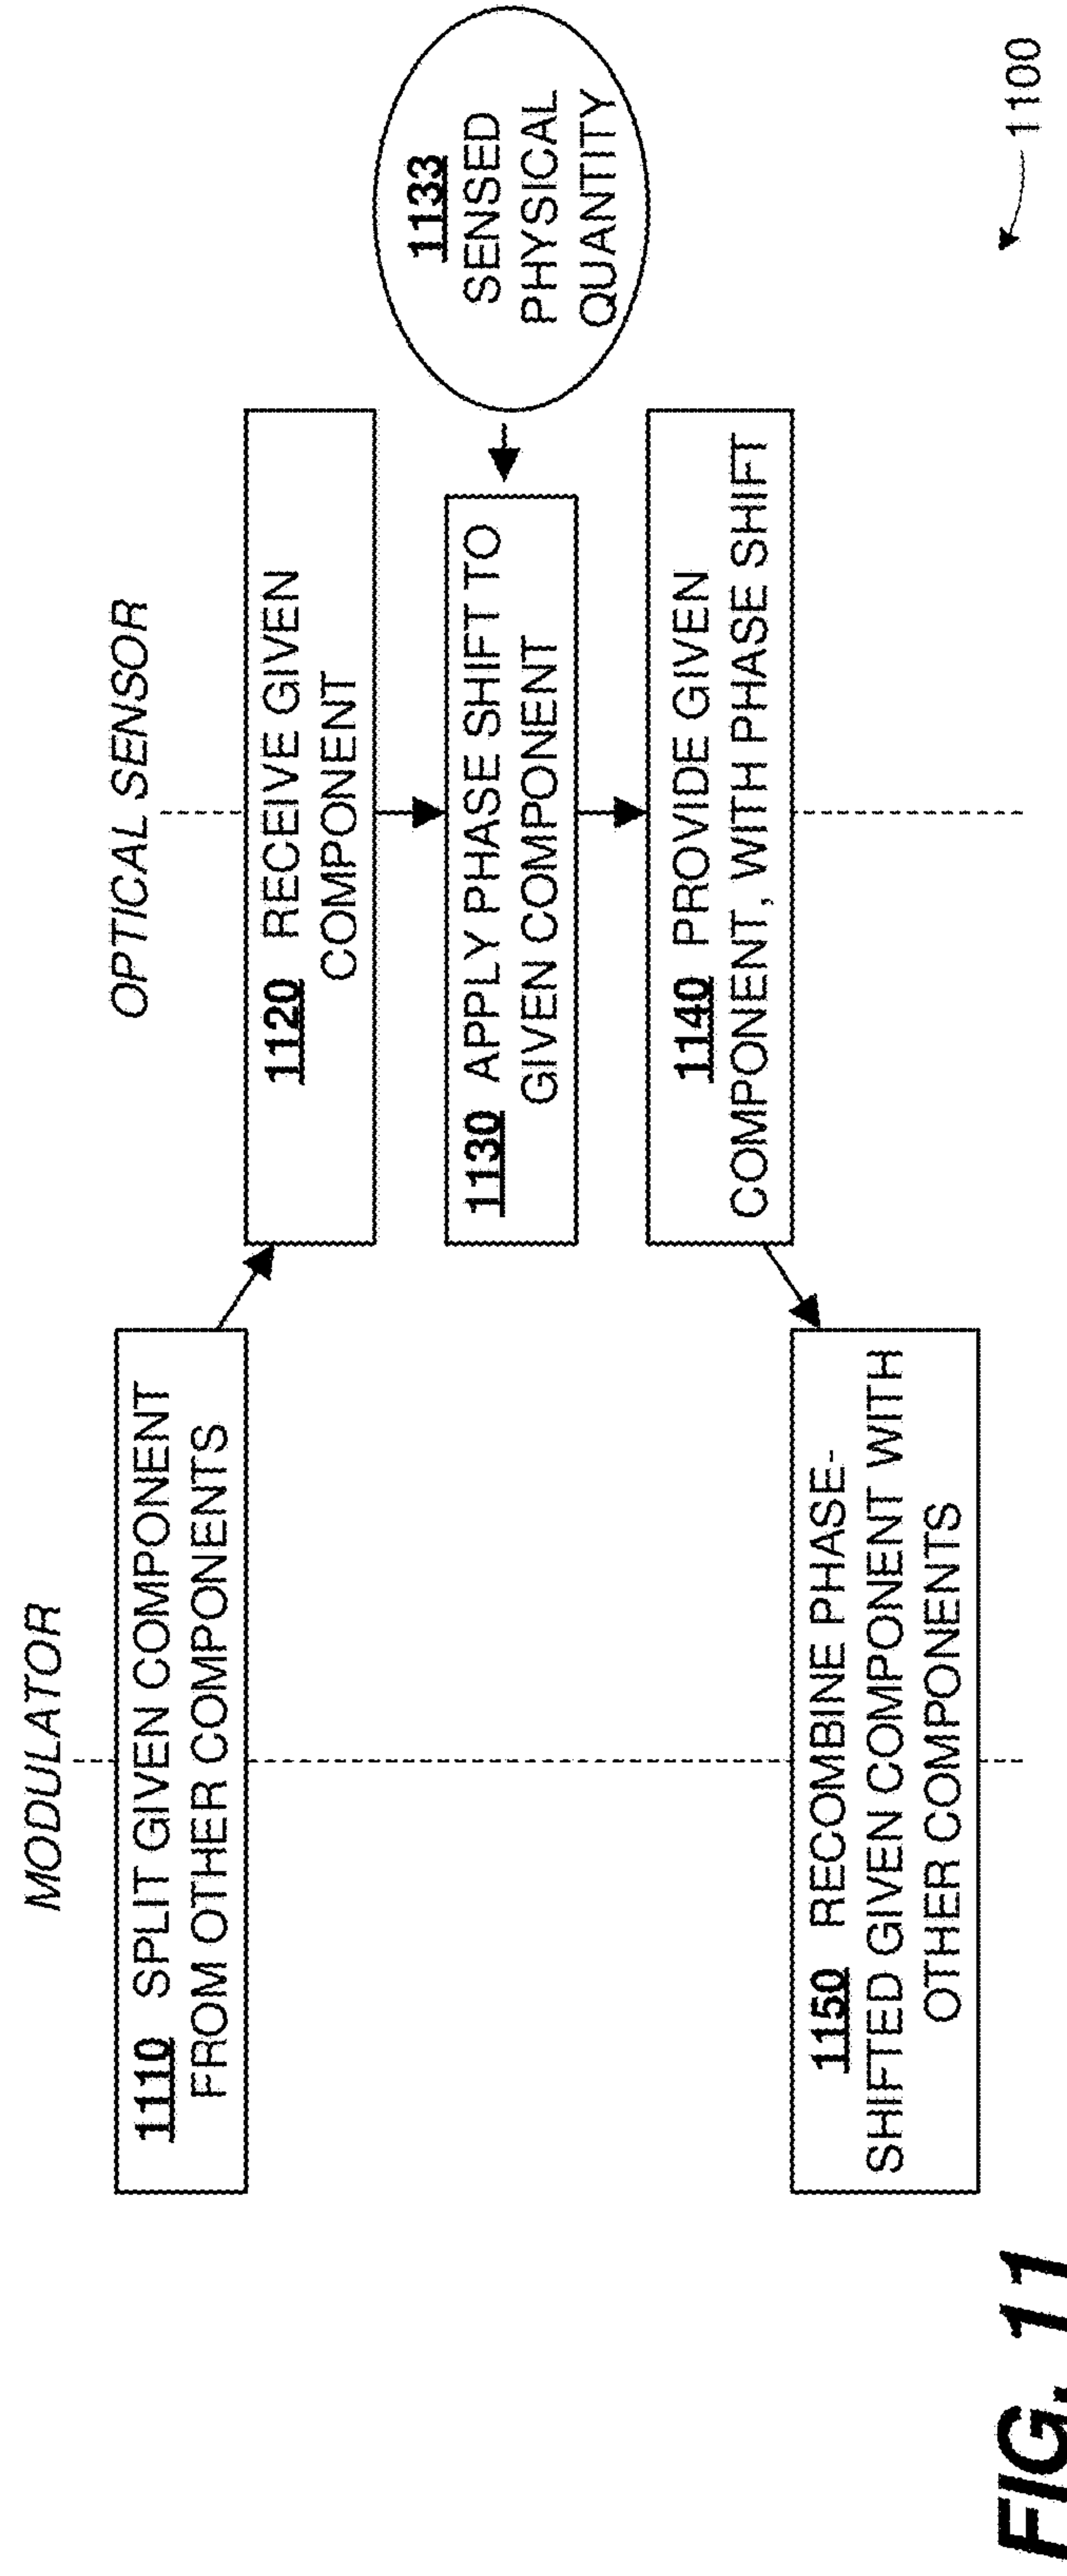 MODULATOR
OPTICAL SENSOR
1110 SPLIT GIVEN COMPONENT
FROM OTHER COMPONENTS
1120 RECEIVE GIVEN
COMPONENT
1130 APPLY PHASE SHIFT TO
GIVEN COMPONENT
1133
SENSED
PHYSICAL
QUANTITY
1140 PROVIDE GIVEN
COMPONENT, WITH PHASE SHIFT
1150 RECOMBINE PHASE-
SHIFTED GIVEN COMPONENT WITH
OTHER COMPONENTS
1100
FIG. 11